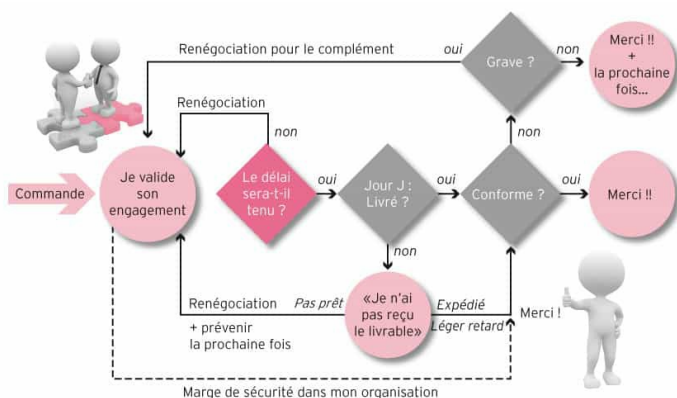 Renégociation pour le complément
oui
Grave ?
non
Merci !!
+
la prochaine
fois...
Renégociation
non
non
Commande
Je valide
son
engagement
Le délai
sera-t-il
tenu ?
oui
Jour J :
Livré ?
oui
Conforme ?
oui
Merci !!
non
Renégociation
+ prévenir
la prochaine fois
Pas prêt
«Je n'ai
pas reçu
le livrable»
Expédié
Léger retard
Merci !
Marge de sécurité dans mon organisation